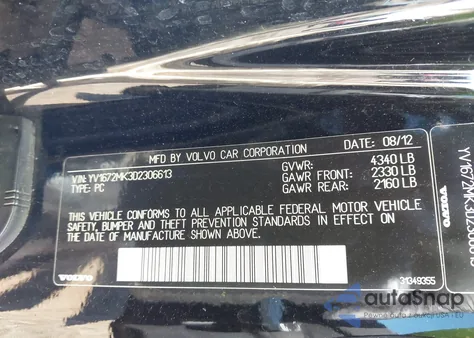 MFD BY VOLVO CAR CORPORATION
DATE: 08/12
VIN: YV1672MK3D2306613
TYPE: PC
GVWR: 4340 LB
GAWR FRONT: 2330 LB
GAWR REAR: 2160 LB
THIS VEHICLE CONFORMS TO ALL APPLICABLE FEDERAL MOTOR VEHICLE
SAFETY, BUMPER AND THEFT PREVENTION STANDARDS IN EFFECT ON
THE DATE OF MANUFACTURE SHOWN ABOVE.
VOLVO
31349355
VOLVO
autoSnap